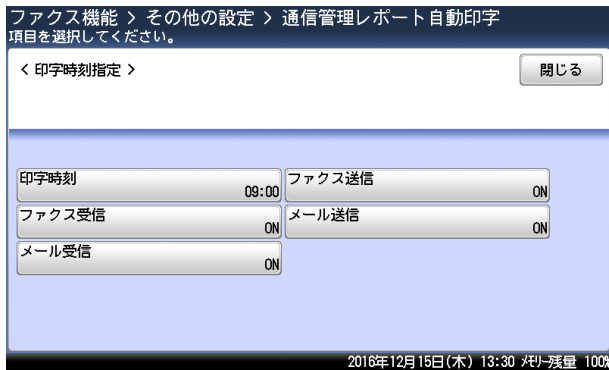 ファクス機能 > その他の設定 > 通信管理レポート自動印字
項目を選択してください。
< 印字時刻指定 >
閉じる
印字時刻 09:00
ファクス送信 ON
ファクス受信 ON
メール送信 ON
メール受信 ON
2016年12月15日(木) 13:30 ﾒﾓﾘｰ残量 100%